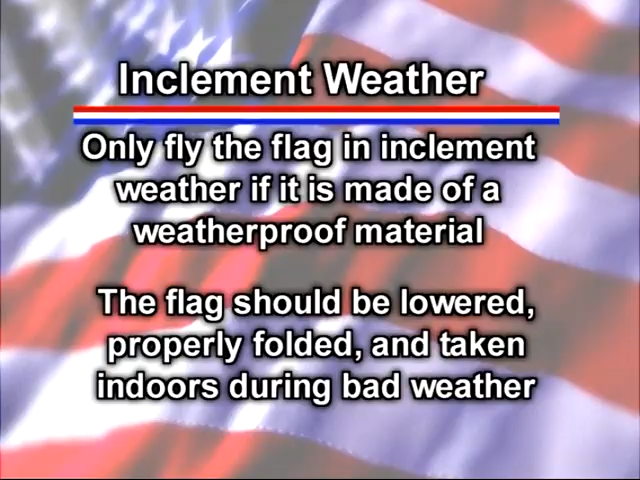 Inclement Weather
Only fly the flag in inclement
weather if it is made of a
weatherproof material
The flag should be lowered,
properly folded, and taken
indoors during bad weather